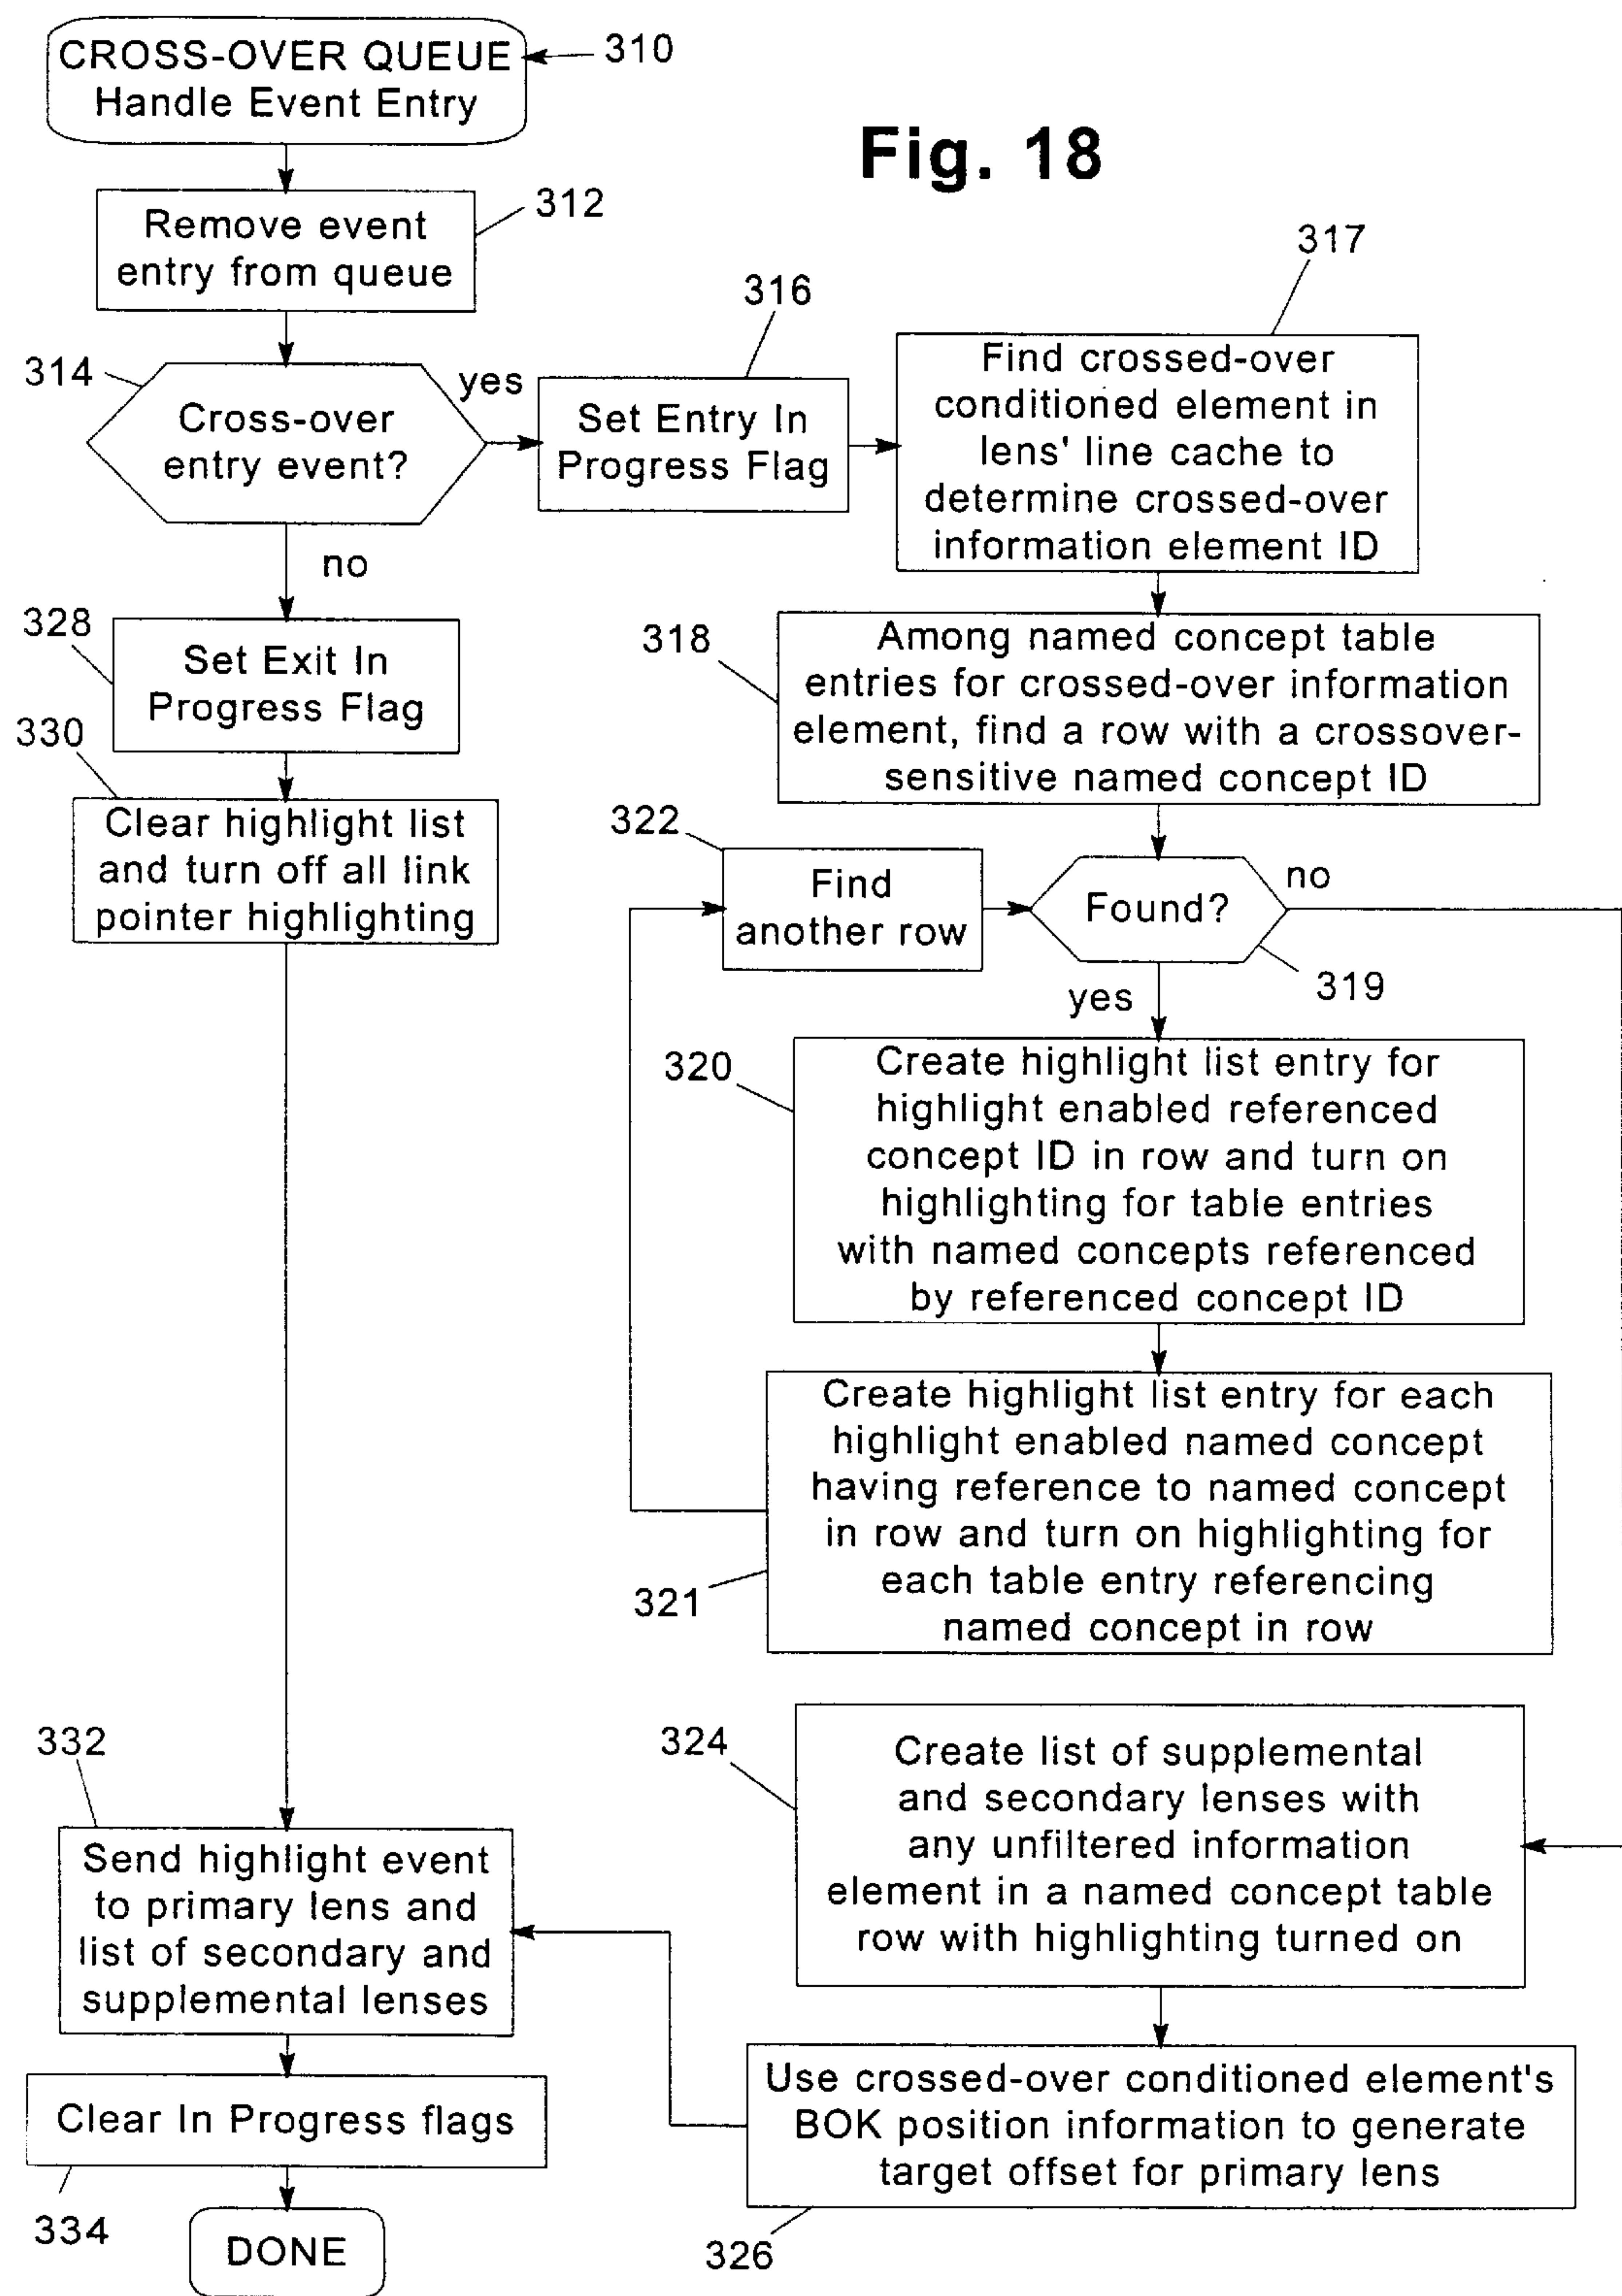 CROSS-OVER QUEUE
Handle Event Entry
310
Fig. 18
Remove event
entry from queue
312
314
Cross-over
entry event?
yes
no
316
Set Entry In
Progress Flag
317
Find crossed-over
conditioned element in
lens' line cache to
determine crossed-over
information element ID
318
Among named concept table
entries for crossed-over information
element, find a row with a crossover-
sensitive named concept ID
328
Set Exit In
Progress Flag
330
Clear highlight list
and turn off all link
pointer highlighting
322
Find
another row
Found?
no
319
yes
320
Create highlight list entry for
highlight enabled referenced
concept ID in row and turn on
highlighting for table entries
with named concepts referenced
by referenced concept ID
321
Create highlight list entry for each
highlight enabled named concept
having reference to named concept
in row and turn on highlighting for
each table entry referencing
named concept in row
324
Create list of supplemental
and secondary lenses with
any unfiltered information
element in a named concept table
row with highlighting turned on
326
Use crossed-over conditioned element's
BOK position information to generate
target offset for primary lens
332
Send highlight event
to primary lens and
list of secondary and
supplemental lenses
Clear In Progress flags
334
DONE